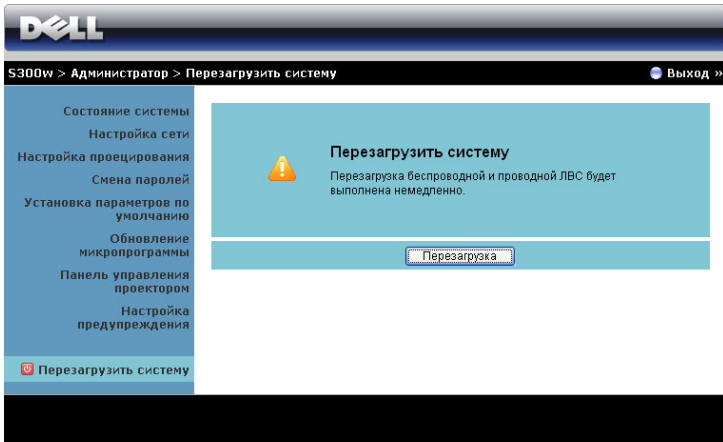 DELL
S300w > Администратор > Перезагрузить систему
Выход »
Состояние системы
Настройка сети
Настройка проецирования
Смена паролей
Установка параметров по
умолчанию
Обновление
микропрограммы
Панель управления
проектором
Настройка
предупреждения
Перезагрузить систему
Перезагрузить систему
Перезагрузка беспроводной и проводной ЛВС будет
выполнена немедленно.
Перезагрузка